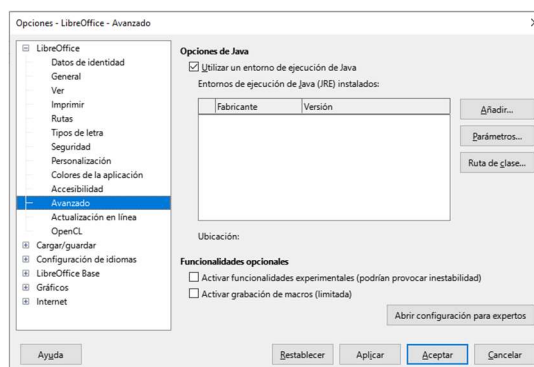 Opciones - LibreOffice - Avanzado
LibreOffice
Datos de identidad
General
Ver
Imprimir
Rutas
Tipos de letra
Seguridad
Personalización
Colores de la aplicación
Accesibilidad
Avanzado
Actualización en línea
OpenCL
Cargar/guardar
Configuración de idiomas
LibreOffice Base
Gráficos
Internet
Opciones de Java
Utilizar un entorno de ejecución de Java
Entornos de ejecución de Java (JRE) instalados:
Fabricante Versión
Añadir...
Parámetros...
Ruta de clase...
Ubicación:
Funcionalidades opcionales
Activar funcionalidades experimentales (podrían provocar inestabilidad)
Activar grabación de macros (limitada)
Abrir configuración para expertos
Ayuda Restablecer Aplicar Aceptar Cancelar